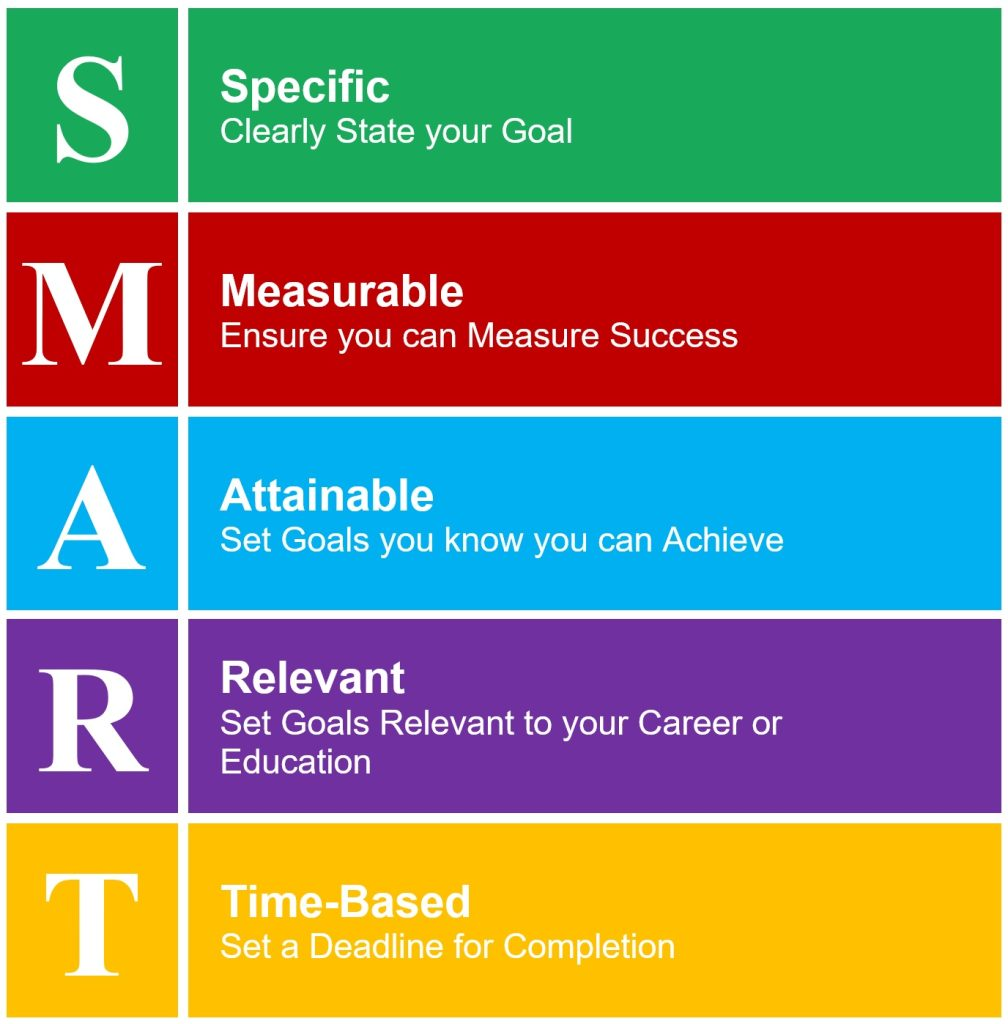 S
Specific
Clearly State your Goal
M
Measurable
Ensure you can Measure Success
A
Attainable
Set Goals you know you can Achieve
R
Relevant
Set Goals Relevant to your Career or
Education
T
Time-Based
Set a Deadline for Completion